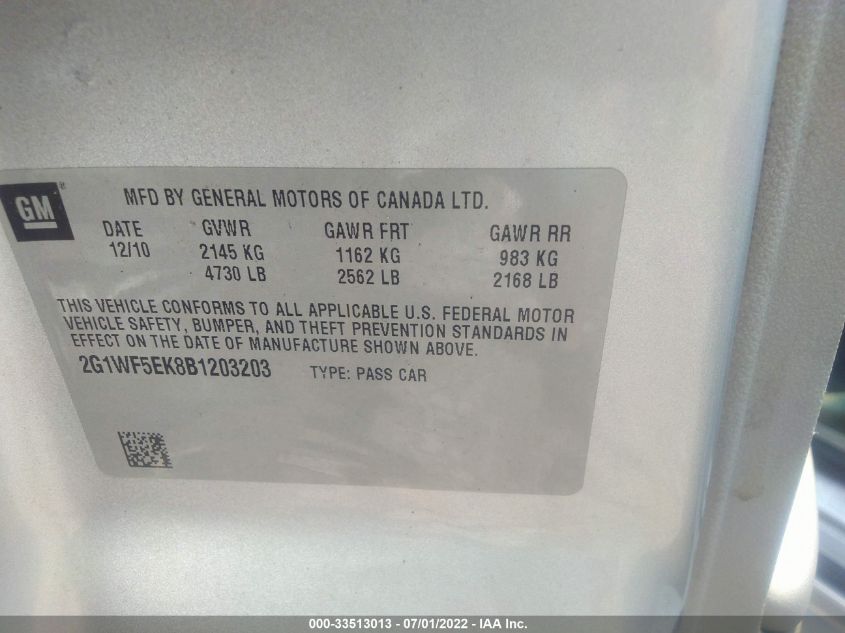 GM®
MFD BY GENERAL MOTORS OF CANADA LTD.
DATE GVWR GAWR FRT GAWR RR
12/10 2145 KG 1162 KG 983 KG
4730 LB 2562 LB 2168 LB
THIS VEHICLE CONFORMS TO ALL APPLICABLE U.S. FEDERAL MOTOR
VEHICLE SAFETY, BUMPER, AND THEFT PREVENTION STANDARDS IN
EFFECT ON THE DATE OF MANUFACTURE SHOWN ABOVE.
2G1WF5EK8B1203203 TYPE: PASS CAR
000-33513013 - 07/01/2022 - IAA Inc.